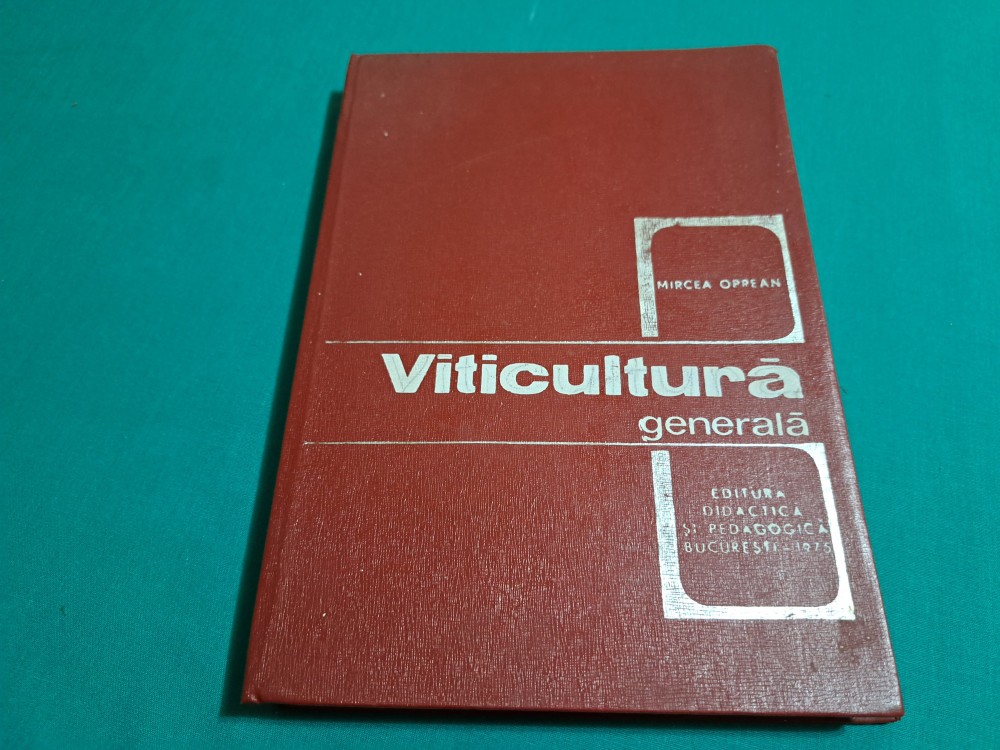 MIRCEA OPREAN
Viticultură
generală
EDITURA
DIDACTICĂ
ȘI PEDAGOGICĂ
BUCUREȘTI – 1975